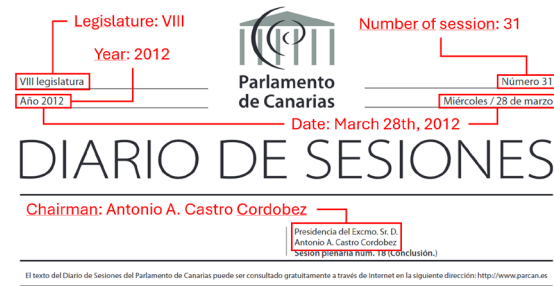 Legislature: VIII
Number of session: 31
Year: 2012
VIII legislatura
Parlamento
de Canarias
Número 31
Año 2012
Miércoles / 28 de marzo
Date: March 28th, 2012
DIARIO DE SESIONES
Chairman: Antonio A. Castro Cordobez
Presidencia del Excmo. Sr. D.
Antonio A. Castro Cordobez
Sesión plenaria núm. 18 (Conclusión.)
El texto del Diario de Sesiones del Parlamento de Canarias puede ser consultado gratuitamente a través de Internet en la siguiente dirección: http://www.parcan.es